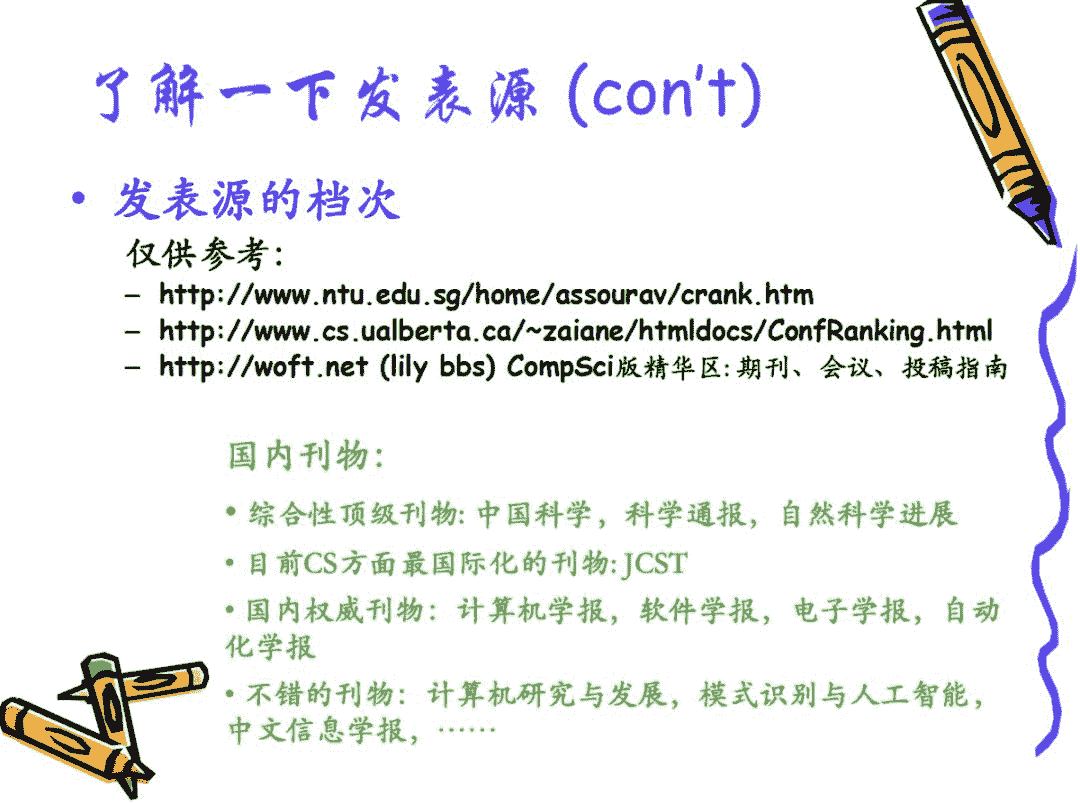 了解一下发表源 (con't)
• 发表源的档次
仅供参考:
– http://www.ntu.edu.sg/home/assourav/crank.htm
– http://www.cs.ualberta.ca/~zaiane/htmldocs/ConfRanking.html
– http://woft.net (lily bbs) CompSci版精华区: 期刊、会议、投稿指南
国内刊物:
• 综合性顶级刊物: 中国科学，科学通报，自然科学进展
• 目前CS方面最国际化的刊物: JCST
• 国内权威刊物：计算机学报，软件学报，电子学报，自动
化学报
• 不错的刊物：计算机研究与发展，模式识别与人工智能，
中文信息学报，……